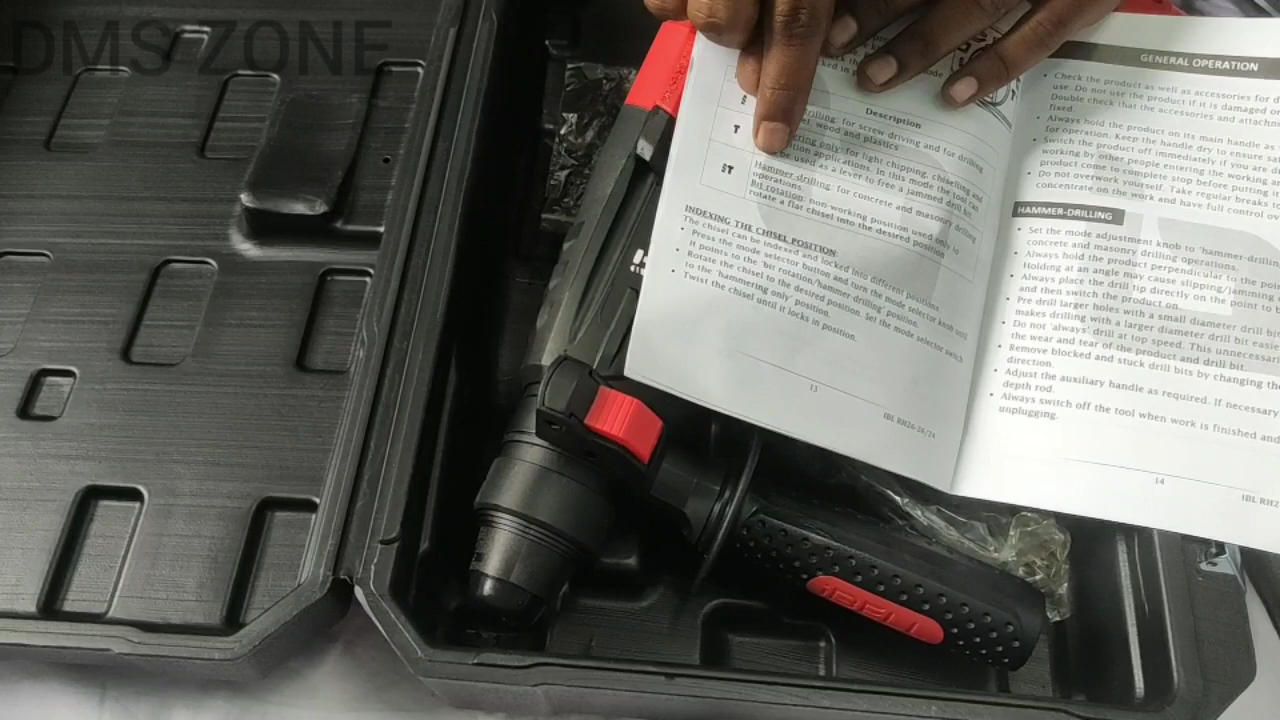 DMS ZONE
mode
Description
drilling: for screw driving and for drilling
wood and plastics
only: for light chipping, chiselling and
applications. In this mode the tool can
be used as a lever to free a jammed drill bit
T
ST
Hammer drilling: for concrete and masonry drilling
operations.
Bit rotation: non-working position used only to
rotate a flat chisel into the desired position
INDEXING THE CHISEL POSITION:
The chisel can be indexed and locked into different positions.
• Press the mode selector button and turn the mode selector knob until
it points to the 'bit rotation/hammer drilling' position.
• Rotate the chisel to the desired position. Set the mode selector switch
to the 'hammering only' position.
• Twist the chisel until it locks in position.
13
IBL RH26-26/24
GENERAL OPERATION
• Check the product as well as accessories for
use. Do not use the product if it is damaged or
Double check that the accessories and
fixed.
• Always hold the product on its main handle as
for operation. Keep the handle dry to ensure
• Switch the product off immediately if you are
working by other people entering the working
product come to complete stop before putting it
• Do not overwork yourself. Take regular breaks to
concentrate on the work and have full control
HAMMER-DRILLING
• Set the mode adjustment knob to 'hammer-drilling
concrete and masonry drilling operations.
• Always hold the product perpendicular to the
Holding at an angle may cause slipping/jamming
• Always place the drill tip directly on the point to
and then switch the product on.
• Pre drill larger holes with a small diameter drill bit
makes drilling with a larger diameter drill bit easier
• Do not 'always' drill at top speed. This
the wear and tear of the product and drill bit.
• Remove blocked and stuck drill bits by changing the
direction.
• Adjust the auxiliary handle as required. If necessary
depth rod.
• Always switch off the tool when work is finished and
unplugging.
14
IBL RH2
iBELL